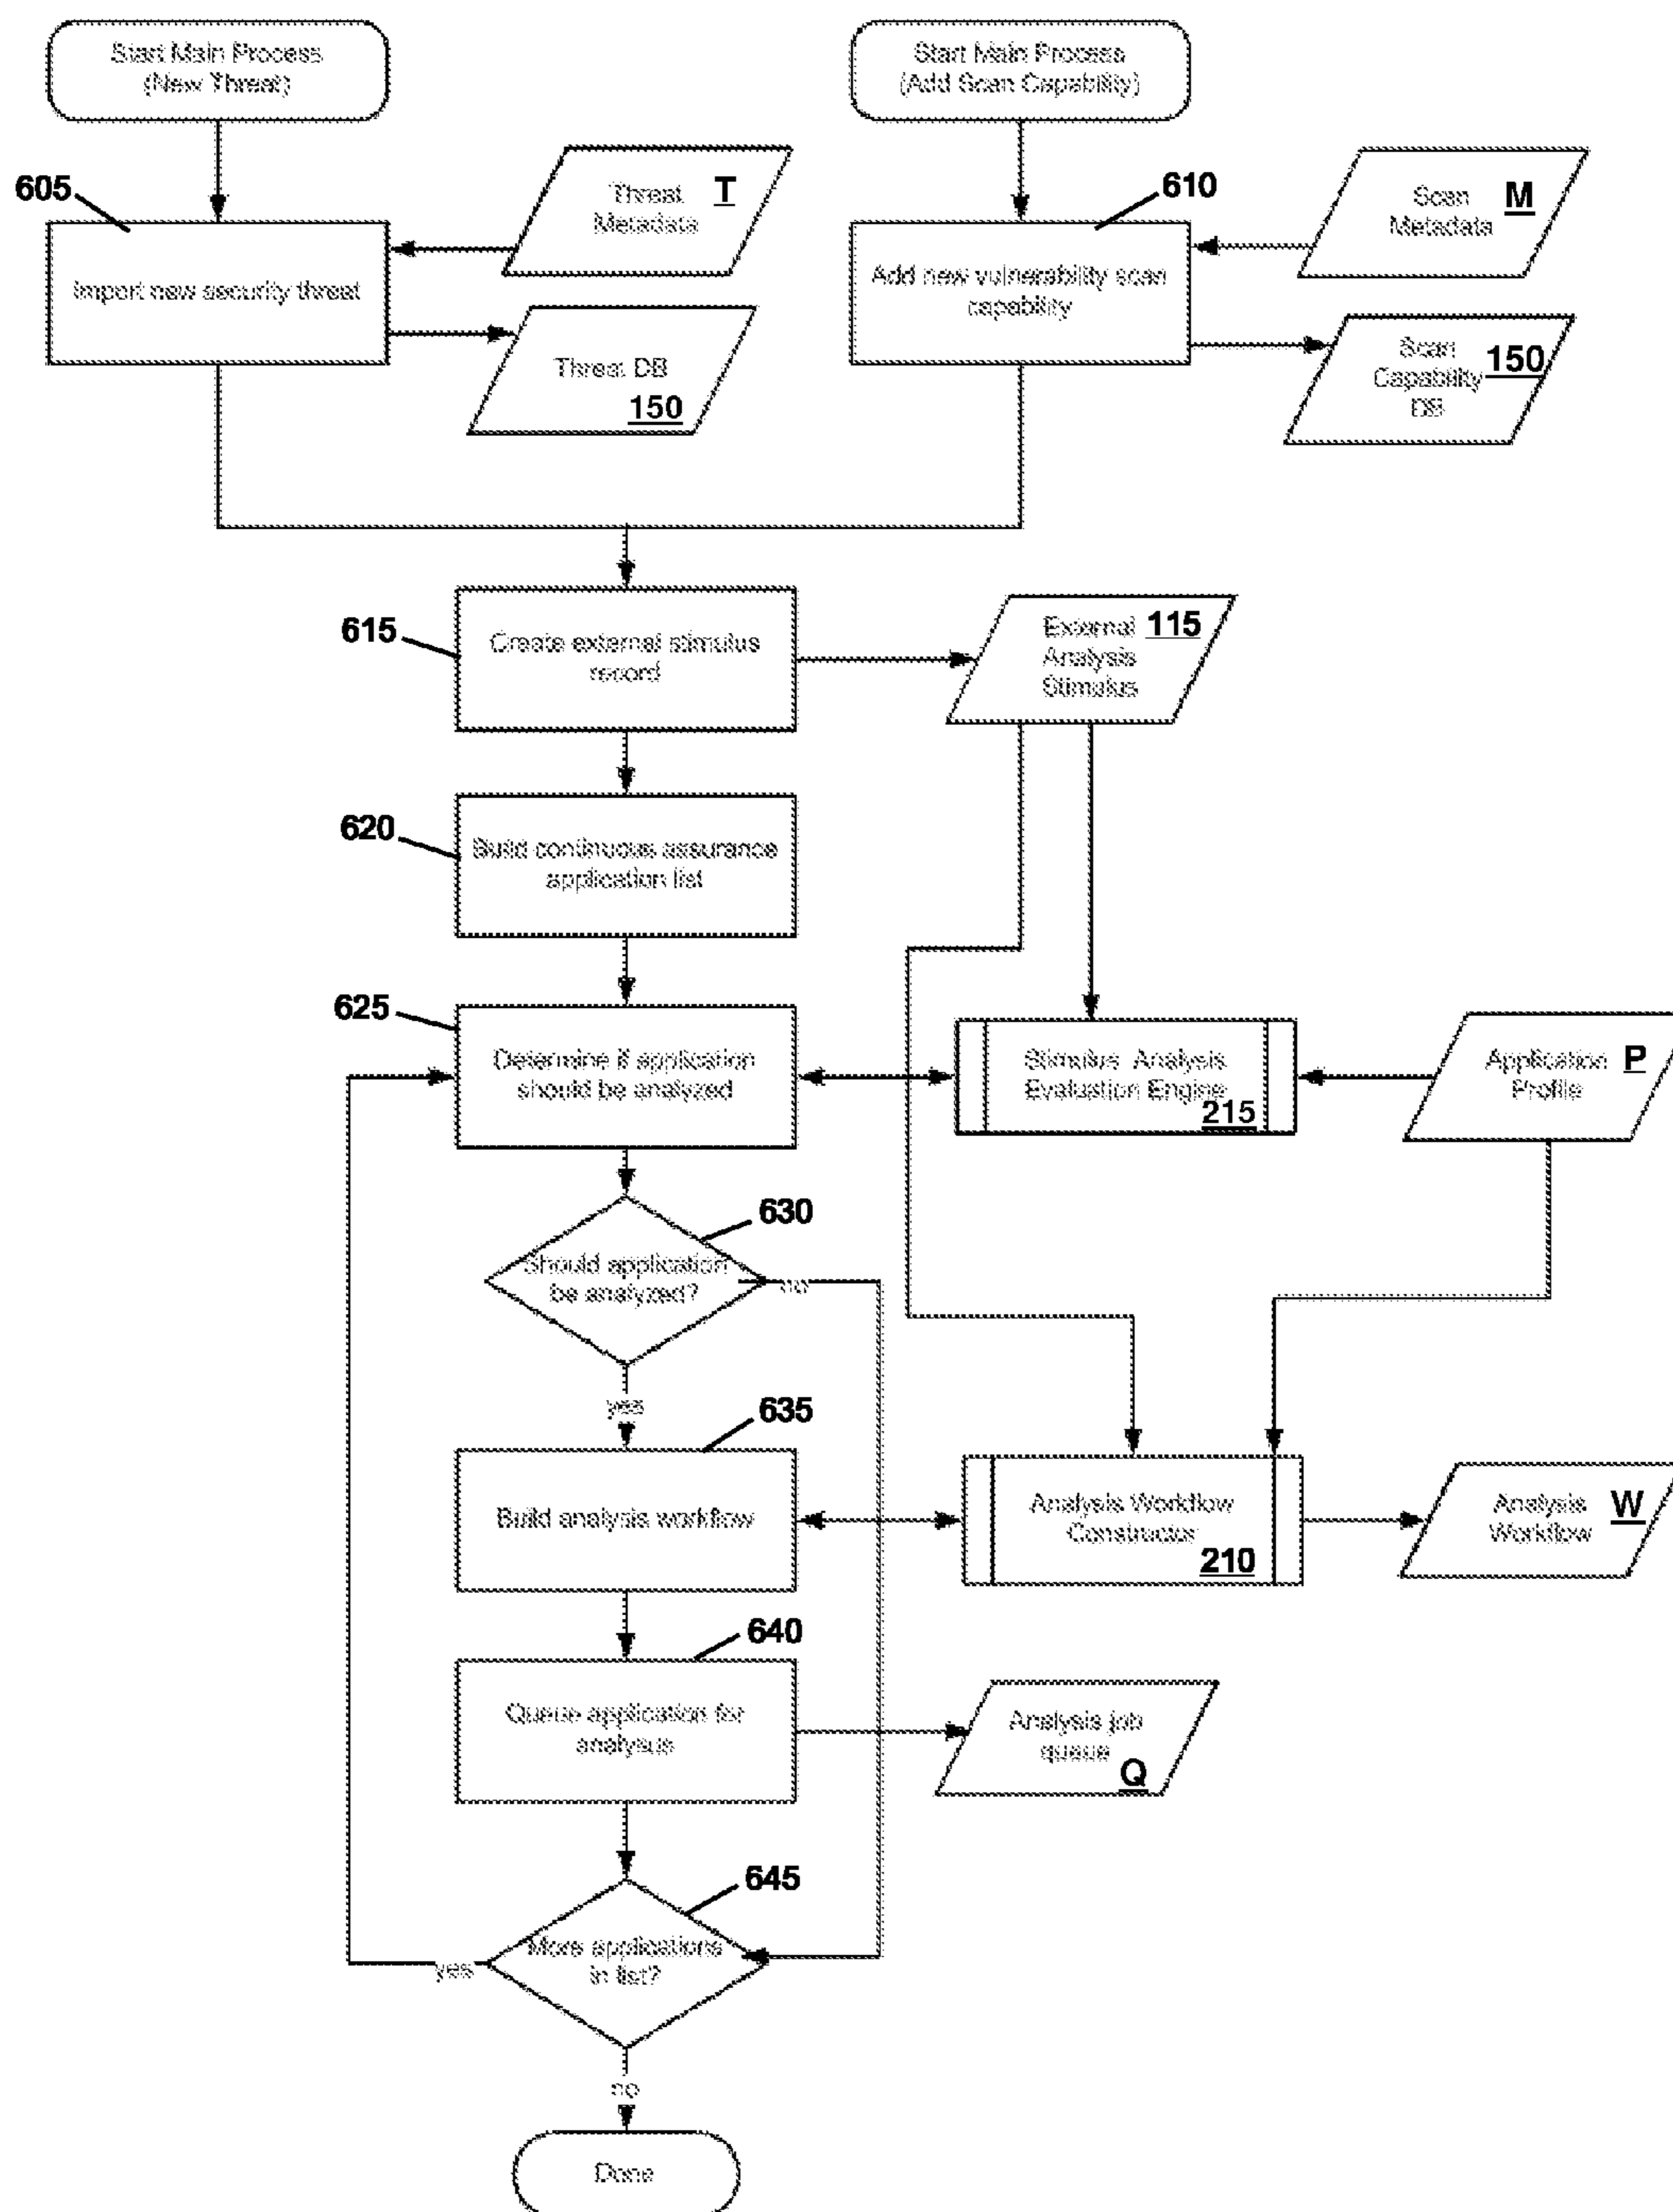 Start Main Process
(New Threat)
Start Main Process
(Add Scan Capability)
605
Threat T
Metadata
610
Scan M
Metadata
Import new security threat
Add new vulnerability scan
capability
Threat DB
150
Scan
Capability 150
DB
615
Create external stimulus
record
External 115
Analysis
Stimulus
620
Build continuous assurance
application list
625
Determine if application
should be analyzed
Stimulus Analysis
Evaluation Engine
215
Application P
Profile
630
Should application
be analyzed?
no
yes
635
Build analysis workflow
Analysis Workflow
Constructor
210
Analysis W
Workflow
640
Queue application for
analysus
Analysis job
queue
Q
645
More applications
in list?
yes
no
Done